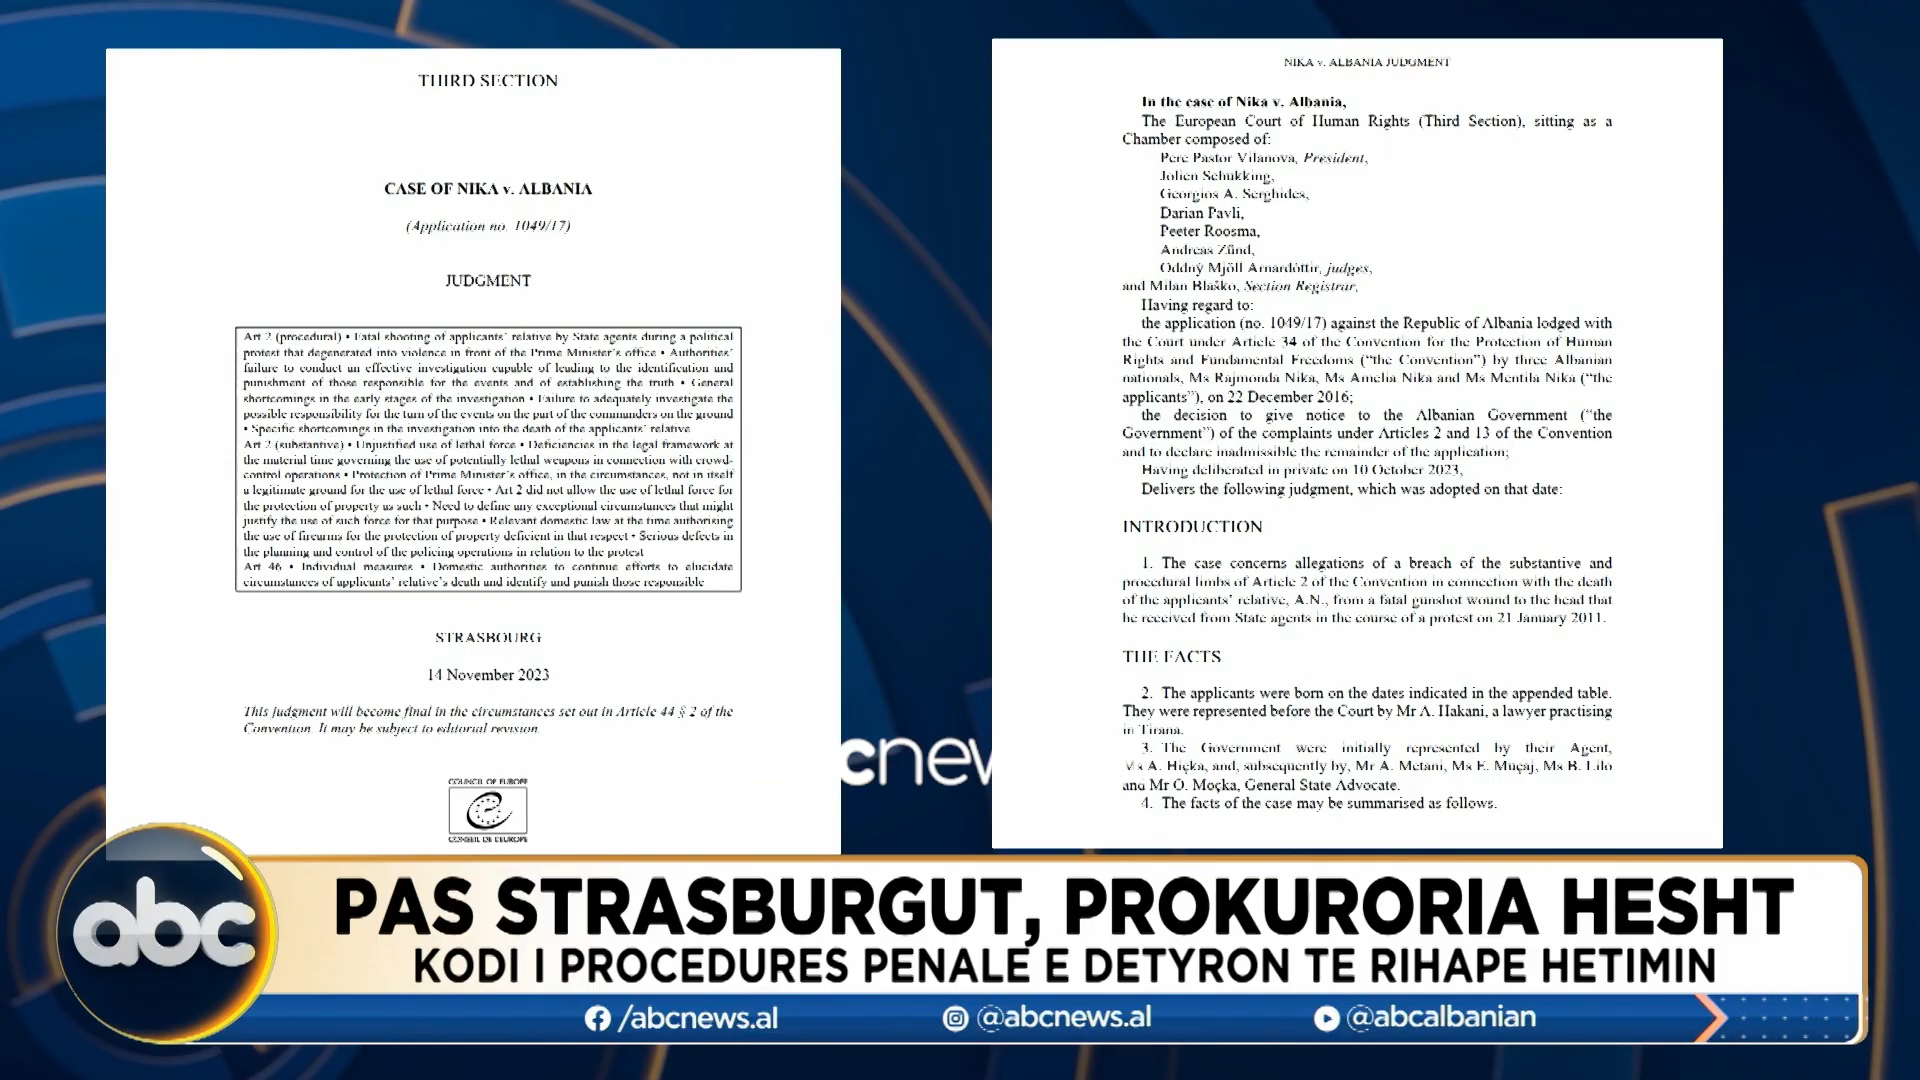 THIRD SECTION
CASE OF NIKA v. ALBANIA
(Application no. 1049/17)
JUDGMENT
Art 2 (procedural) • Fatal shooting of applicants’ relative by State agents during a political
protest that degenerated into violence in front of the Prime Minister’s office • Authorities’
failure to conduct an effective investigation capable of leading to the identification and
punishment of those responsible for the events and of establishing the truth • General
shortcomings in the early stages of the investigation • Failure to adequately investigate the
possible responsibility for the turn of the events on the part of the commanders on the ground
• Specific shortcomings in the investigation into the death of the applicants’ relative
Art 2 (substantive) • Unjustified use of lethal force • Deficiencies in the legal framework at
the material time governing the use of potentially lethal weapons in connection with crowd-
control operations • Protection of Prime Minister’s office, in the circumstances, not in itself
a legitimate ground for the use of lethal force • Art 2 did not allow the use of lethal force for
the protection of property as such • Need to define any exceptional circumstances that might
justify the use of such force for that purpose • Relevant domestic law at the time authorising
the use of firearms for the protection of property deficient in that respect • Serious defects in
the planning and control of the policing operations in relation to the protest
Art 46 • Individual measures • Domestic authorities to continue efforts to elucidate
circumstances of applicants’ relative’s death and identify and punish those responsible
STRASBOURG
14 November 2023
This judgment will become final in the circumstances set out in Article 44 § 2 of the
Convention. It may be subject to editorial revision.
COUNCIL OF EUROPE
CONSEIL DE L'EUROPE
NIKA v. ALBANIA JUDGMENT
In the case of Nika v. Albania,
The European Court of Human Rights (Third Section), sitting as a
Chamber composed of:
Pere Pastor Vilanova, President,
Jolien Schukking,
Georgios A. Serghides,
Darian Pavli,
Peeter Roosma,
Andreas Zünd,
Oddný Mjöll Arnardóttir, judges,
and Milan Blaško, Section Registrar,
Having regard to:
the application (no. 1049/17) against the Republic of Albania lodged with
the Court under Article 34 of the Convention for the Protection of Human
Rights and Fundamental Freedoms (“the Convention”) by three Albanian
nationals, Ms Rajmonda Nika, Ms Amelia Nika and Ms Mentila Nika (“the
applicants”), on 22 December 2016;
the decision to give notice to the Albanian Government (“the
Government”) of the complaints under Articles 2 and 13 of the Convention
and to declare inadmissible the remainder of the application;
Having deliberated in private on 10 October 2023,
Delivers the following judgment, which was adopted on that date:
INTRODUCTION
1. The case concerns allegations of a breach of the substantive and
procedural limbs of Article 2 of the Convention in connection with the death
of the applicants’ relative, A.N., from a fatal gunshot wound to the head that
he received from State agents in the course of a protest on 21 January 2011.
THE FACTS
2. The applicants were born on the dates indicated in the appended table.
They were represented before the Court by Mr A. Hakani, a lawyer practising
in Tirana.
3. The Government were initially represented by their Agent,
Ms A. Hiçka, and, subsequently by, Mr A. Metani, Ms E. Muçaj, Ms B. Lilo
and Mr O. Moçka, General State Advocate.
4. The facts of the case may be summarised as follows.
abcnews.al
abc
PAS STRASBURGUT, PROKURORIA HESHT
KODI I PROCEDURES PENALE E DETYRON TE RIHAPE HETIMIN
/abcnews.al @abcnews.al @abcalbanian